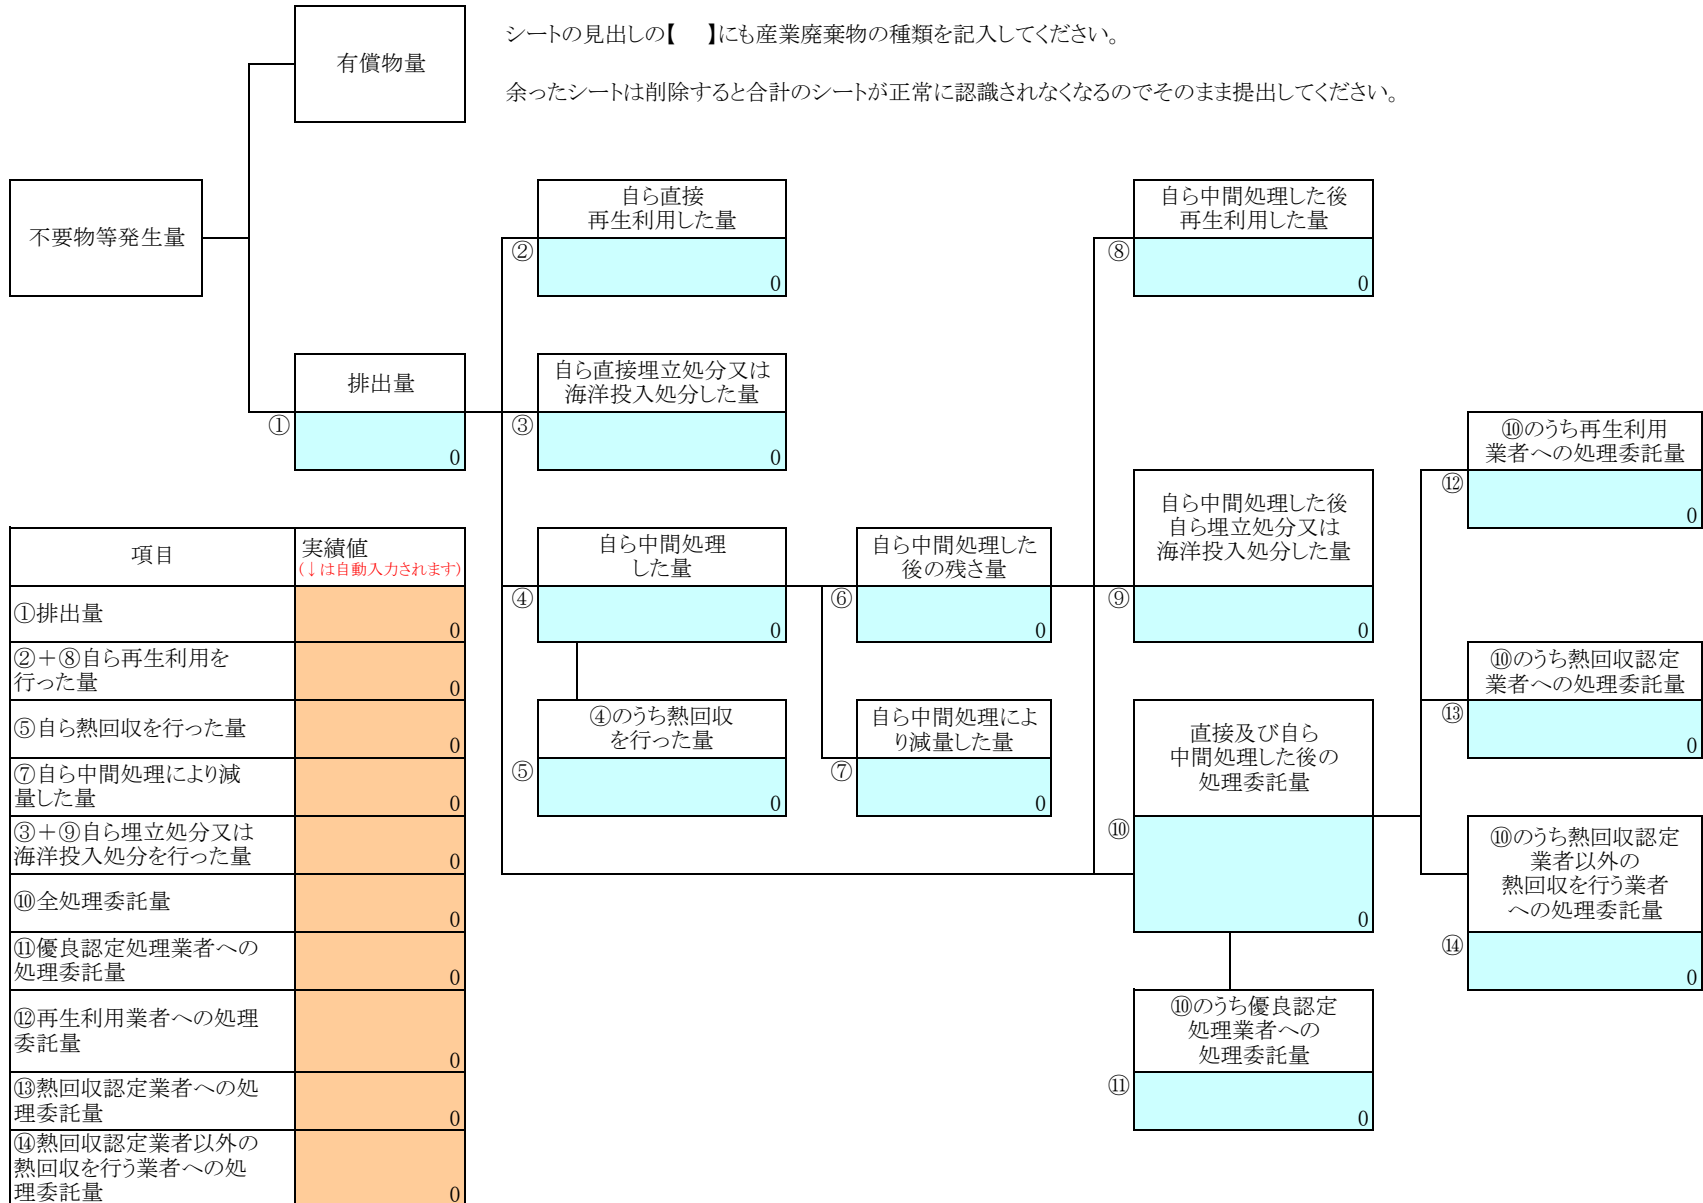 シートの見出しの【　】にも産業廃棄物の種類を記入してください。
余ったシートは削除すると合計のシートが正常に認識されなくなるのでそのまま提出してください。
有償物量
不要物等発生量
排出量
①
0
自ら直接
再生利用した量
②
0
自ら直接埋立処分又は
海洋投入処分した量
③
0
自ら中間処理
した量
④
0
④のうち熱回収
を行った量
⑤
0
自ら中間処理した
後の残さ量
⑥
0
自ら中間処理によ
り減量した量
⑦
0
自ら中間処理した後
再生利用した量
⑧
0
自ら中間処理した後
自ら埋立処分又は
海洋投入処分した量
⑨
0
直接及び自ら
中間処理した後の
処理委託量
⑩
0
⑩のうち優良認定
処理業者への
処理委託量
⑪
0
⑩のうち再生利用
業者への処理委託量
⑫
0
⑩のうち熱回収認定
業者への処理委託量
⑬
0
⑩のうち熱回収認定
業者以外の
熱回収を行う業者
への処理委託量
⑭
0
項目
実績値
(↓は自動入力されます)
①排出量
0
②＋⑧自ら再生利用を
行った量
0
⑤自ら熱回収を行った量
0
⑦自ら中間処理により減
量した量
0
③＋⑨自ら埋立処分又は
海洋投入処分を行った量
0
⑩全処理委託量
0
⑪優良認定処理業者への
処理委託量
0
⑫再生利用業者への処理
委託量
0
⑬熱回収認定業者への処
理委託量
0
⑭熱回収認定業者以外の
熱回収を行う業者への処
理委託量
0